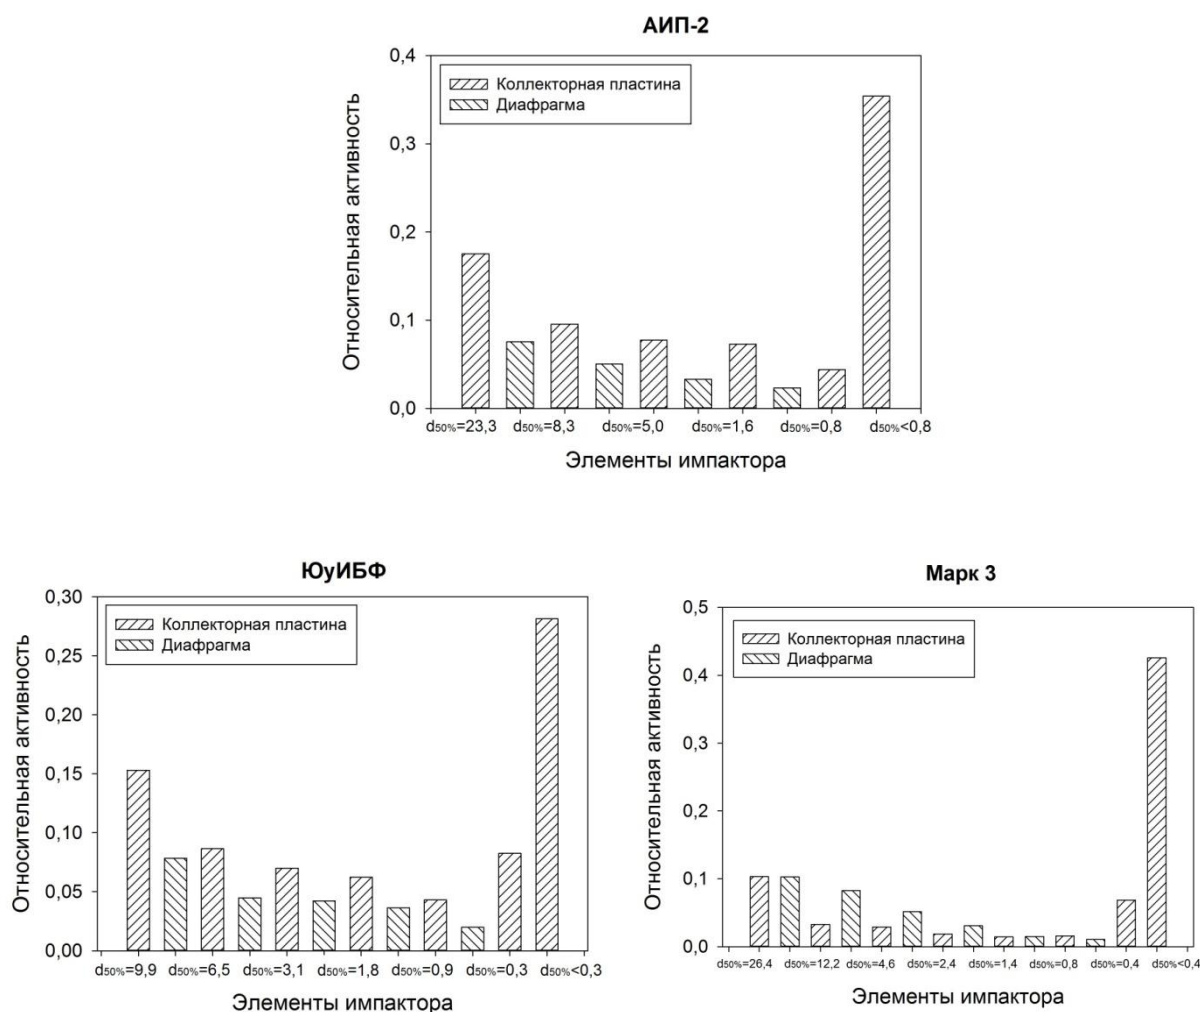 АИП-2
Относительная активность
0,4
0,3
0,2
0,1
0,0
Коллекторная пластина
Диафрагма
d50%=23,3 d50%=8,3 d50%=5,0 d50%=1,6 d50%=0,8 d50%<0,8
Элементы импактора
ЮуИБФ
Относительная активность
0,30
0,25
0,20
0,15
0,10
0,05
0,00
Коллекторная пластина
Диафрагма
d50%=9,9 d50%=6,5 d50%=3,1 d50%=1,8 d50%=0,9 d50%=0,3 d50%<0,3
Элементы импактора
Марк 3
Относительная активность
0,5
0,4
0,3
0,2
0,1
0,0
Коллекторная пластина
Диафрагма
d50%=26,4 d50%=12,2 d50%=4,6 d50%=2,4 d50%=1,4 d50%=0,8 d50%=0,4 d50%<0,4
Элементы импактора